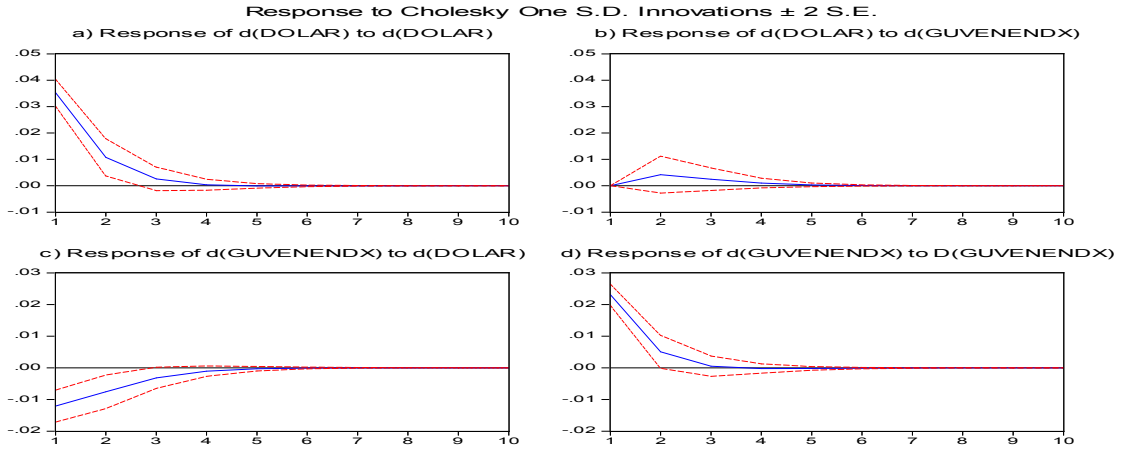 Response to Cholesky One S.D. Innovations ± 2 S.E.
a) Response of d(DOLAR) to d(DOLAR)
.05
.04
.03
.02
.01
.00
-.01
1 2 3 4 5 6 7 8 9 10
b) Response of d(DOLAR) to d(GUVENENDX)
.05
.04
.03
.02
.01
.00
-.01
1 2 3 4 5 6 7 8 9 10
c) Response of d(GUVENENDX) to d(DOLAR)
.03
.02
.01
.00
-.01
-.02
1 2 3 4 5 6 7 8 9 10
d) Response of d(GUVENENDX) to D(GUVENENDX)
.03
.02
.01
.00
-.01
-.02
1 2 3 4 5 6 7 8 9 10